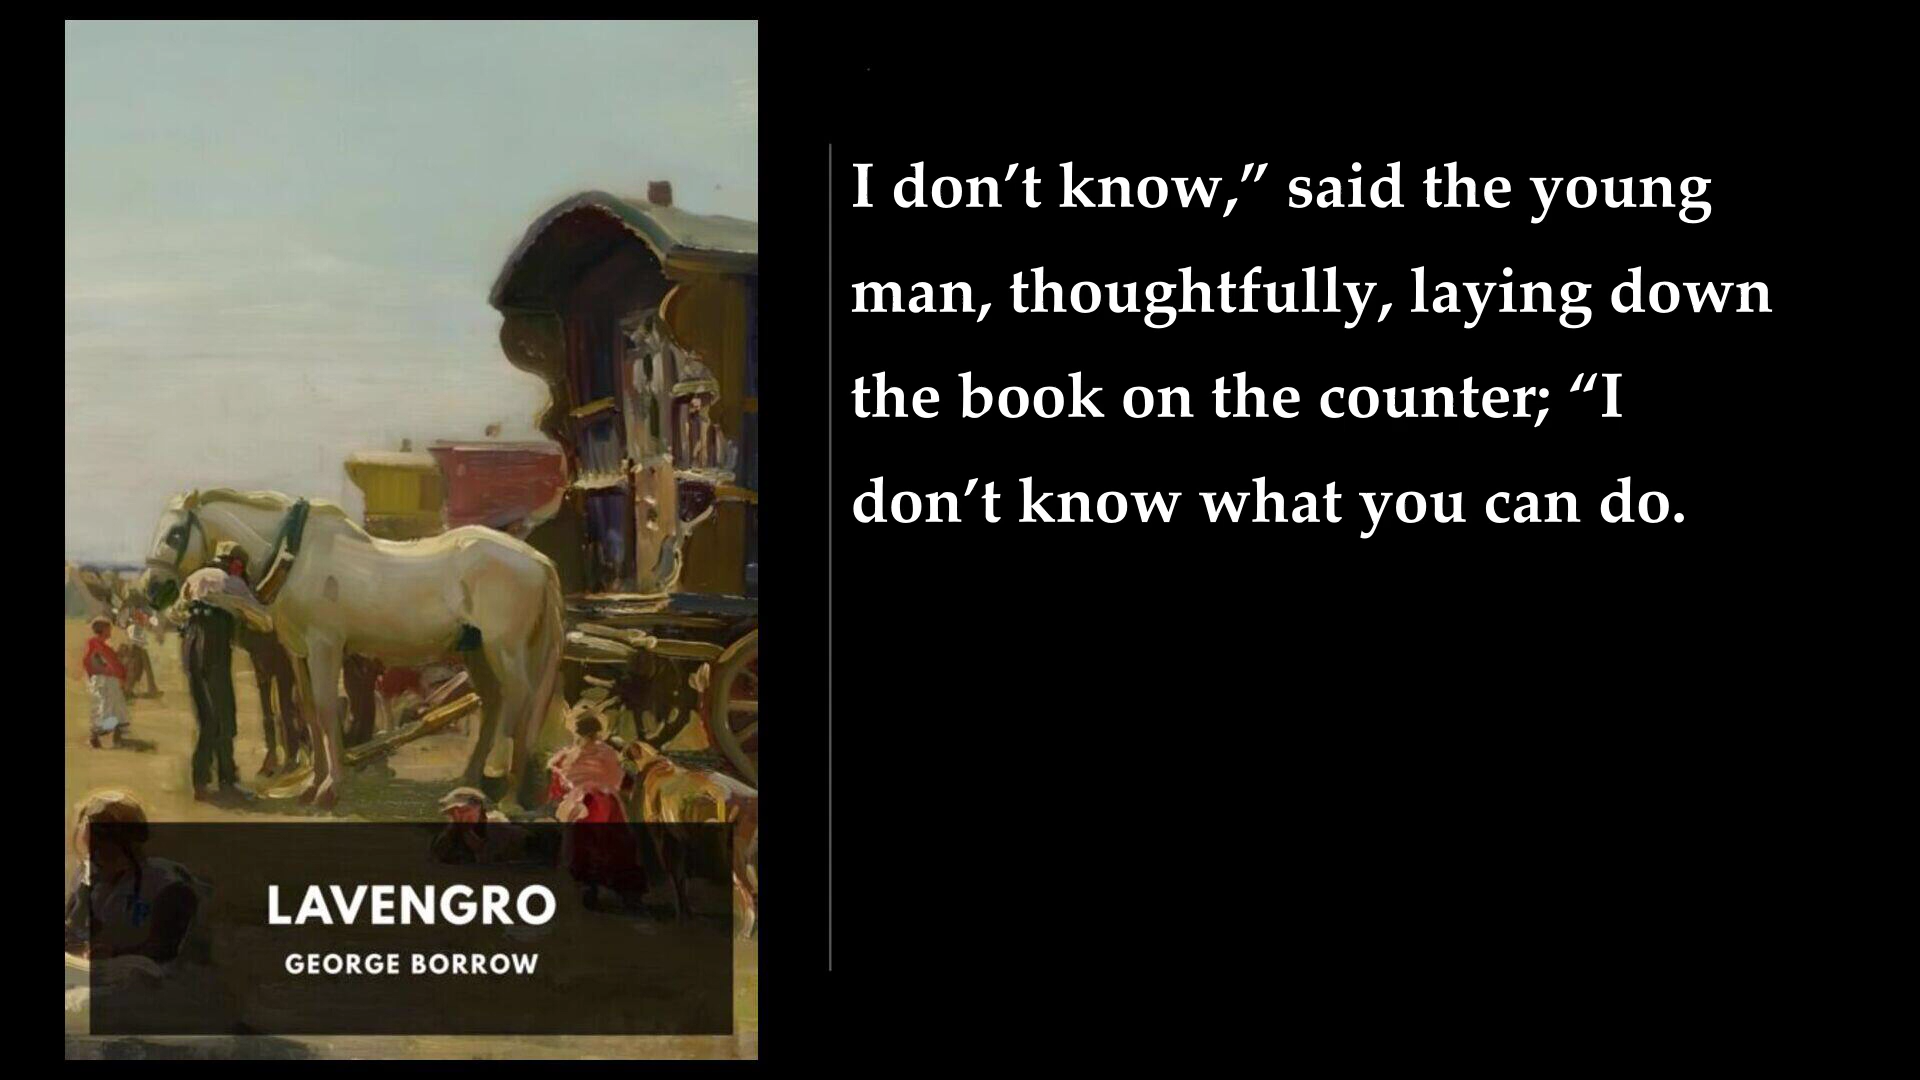 I don’t know,” said the young
man, thoughtfully, laying down
the book on the counter; “I
don’t know what you can do.
LAVENGRO
GEORGE BORROW